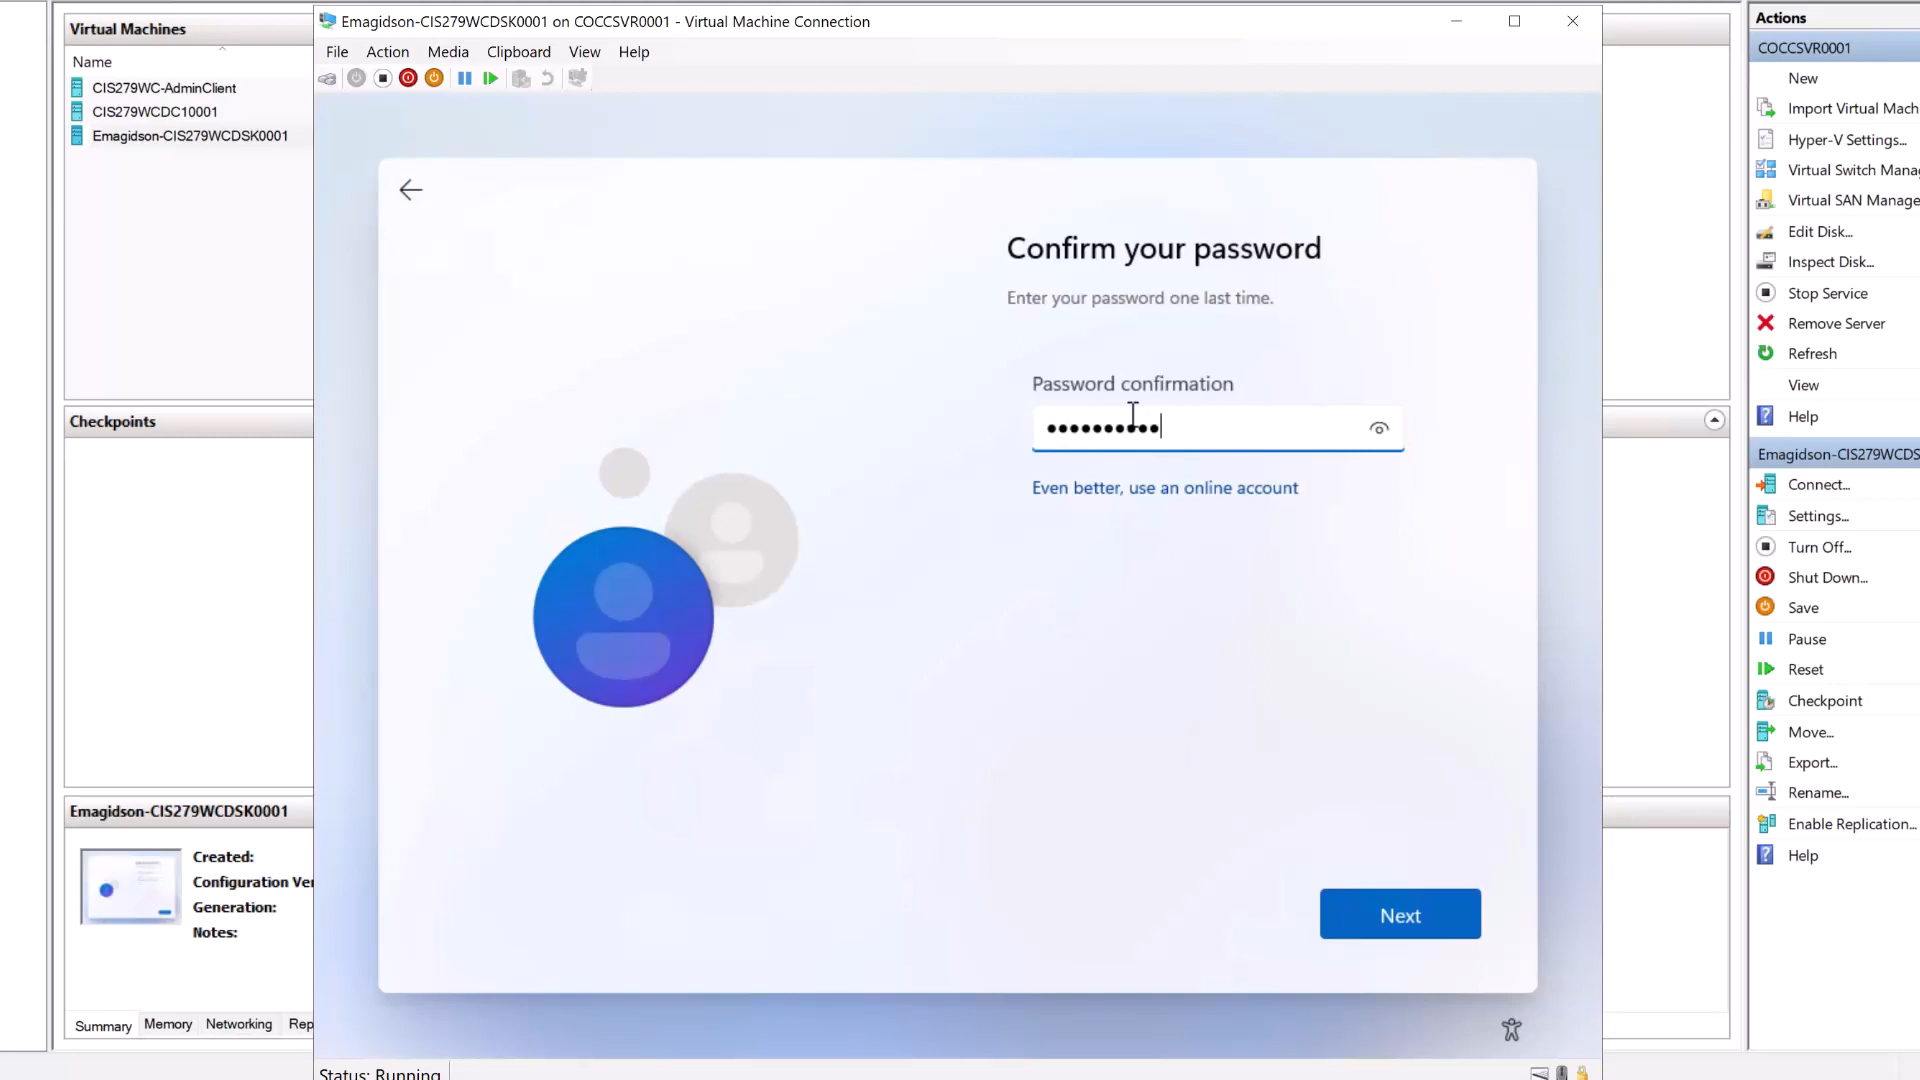 Virtual Machines
Name
CIS279WC-AdminClient
CIS279WCDC10001
Emagidson-CIS279WCDSK0001
Checkpoints
Emagidson-CIS279WCDSK0001
Created:
Configuration Ver
Generation:
Notes:
Summary Memory Networking Rep
Emagidson-CIS279WCDSK0001 on COCCSVR0001 - Virtual Machine Connection
File Action Media Clipboard View Help
Confirm your password
Enter your password one last time.
Password confirmation
Even better, use an online account
Next
Status: Running
Actions
COCCSVR0001
New
Import Virtual Mach
Hyper-V Settings...
Virtual Switch Mana
Virtual SAN Manage
Edit Disk...
Inspect Disk...
Stop Service
Remove Server
Refresh
View
Help
Emagidson-CIS279WCDS
Connect...
Settings...
Turn Off...
Shut Down...
Save
Pause
Reset
Checkpoint
Move...
Export...
Rename...
Enable Replication...
Help